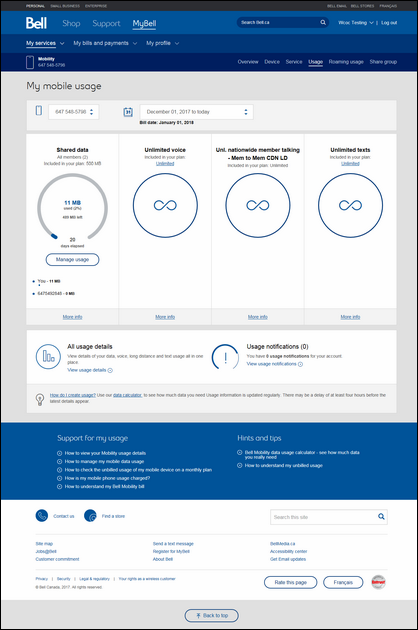 PERSONAL SMALL BUSINESS ENTERPRISE BELL EMAIL BELL STORES FRANÇAIS
Bell Shop Support MyBell Search Bell.ca Wcoc Testing Log out
My services My bills and payments My profile
Mobility
647 548-5798
Overview Device Service Usage Roaming usage Share group
My mobile usage
647 548-5798
31 December 01, 2017 to today
Bill date: January 01, 2018
Shared data
All members (2)
Included in your plan: 500 MB
11 MB
used (2%)
489 MB left
20
days elapsed
Manage usage
You - 11 MB
6475492546 - 0 MB
More info
Unlimited voice
Included in your plan:
Unlimited
More info
Unl. nationwide member talking
- Mem to Mem CDN LD
Included in your plan: Unlimited
More info
Unlimited texts
Included in your plan:
Unlimited
More info
All usage details
View details of your data, voice, long distance and text usage all in one
place.
View usage details
Usage notifications (0)
You have 0 usage notifications for your account.
View usage notifications
How do I create usage? Use our data calculator to see how much data you need Usage information is updated regularly. There may be a delay of at least four hours before the
latest details appear.
Support for my usage
How to view your Mobility usage details
How to manage my mobile data usage
How to check the unbilled usage of my mobile device on a monthly plan
How is my mobile phone usage charged?
How to understand my Bell Mobility bill
Hints and tips
Bell Mobility data usage calculator - see how much data
you really need
How to understand my unbilled usage
Contact us Find a store Search this site
Site map
Jobs@Bell
Customer commitment
Send a text message
Register for MyBell
About Bell
BellMedia.ca
Accessibility center
Get Email updates
Privacy | Security | Legal & regulatory | Your rights as a wireless customer
© Bell Canada, 2017. All rights reserved.
Rate this page Français
Back to top